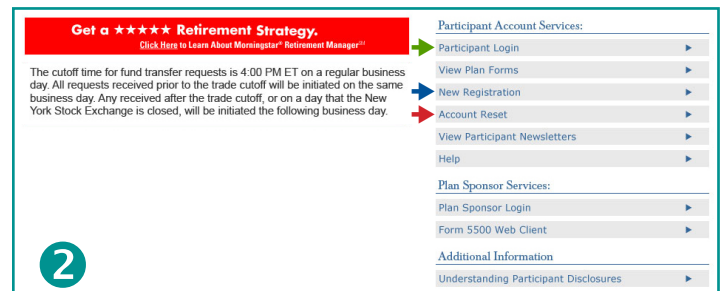 Get a ★★★★★ Retirement Strategy.
Click Here to Learn About Morningstar® Retirement Manager℠
The cutoff time for fund transfer requests is 4:00 PM ET on a regular business
day. All requests received prior to the trade cutoff will be initiated on the same
business day. Any received after the trade cutoff, or on a day that the New
York Stock Exchange is closed, will be initiated the following business day.
2
Participant Account Services:
Participant Login
View Plan Forms
New Registration
Account Reset
View Participant Newsletters
Help
Plan Sponsor Services:
Plan Sponsor Login
Form 5500 Web Client
Additional Information
Understanding Participant Disclosures